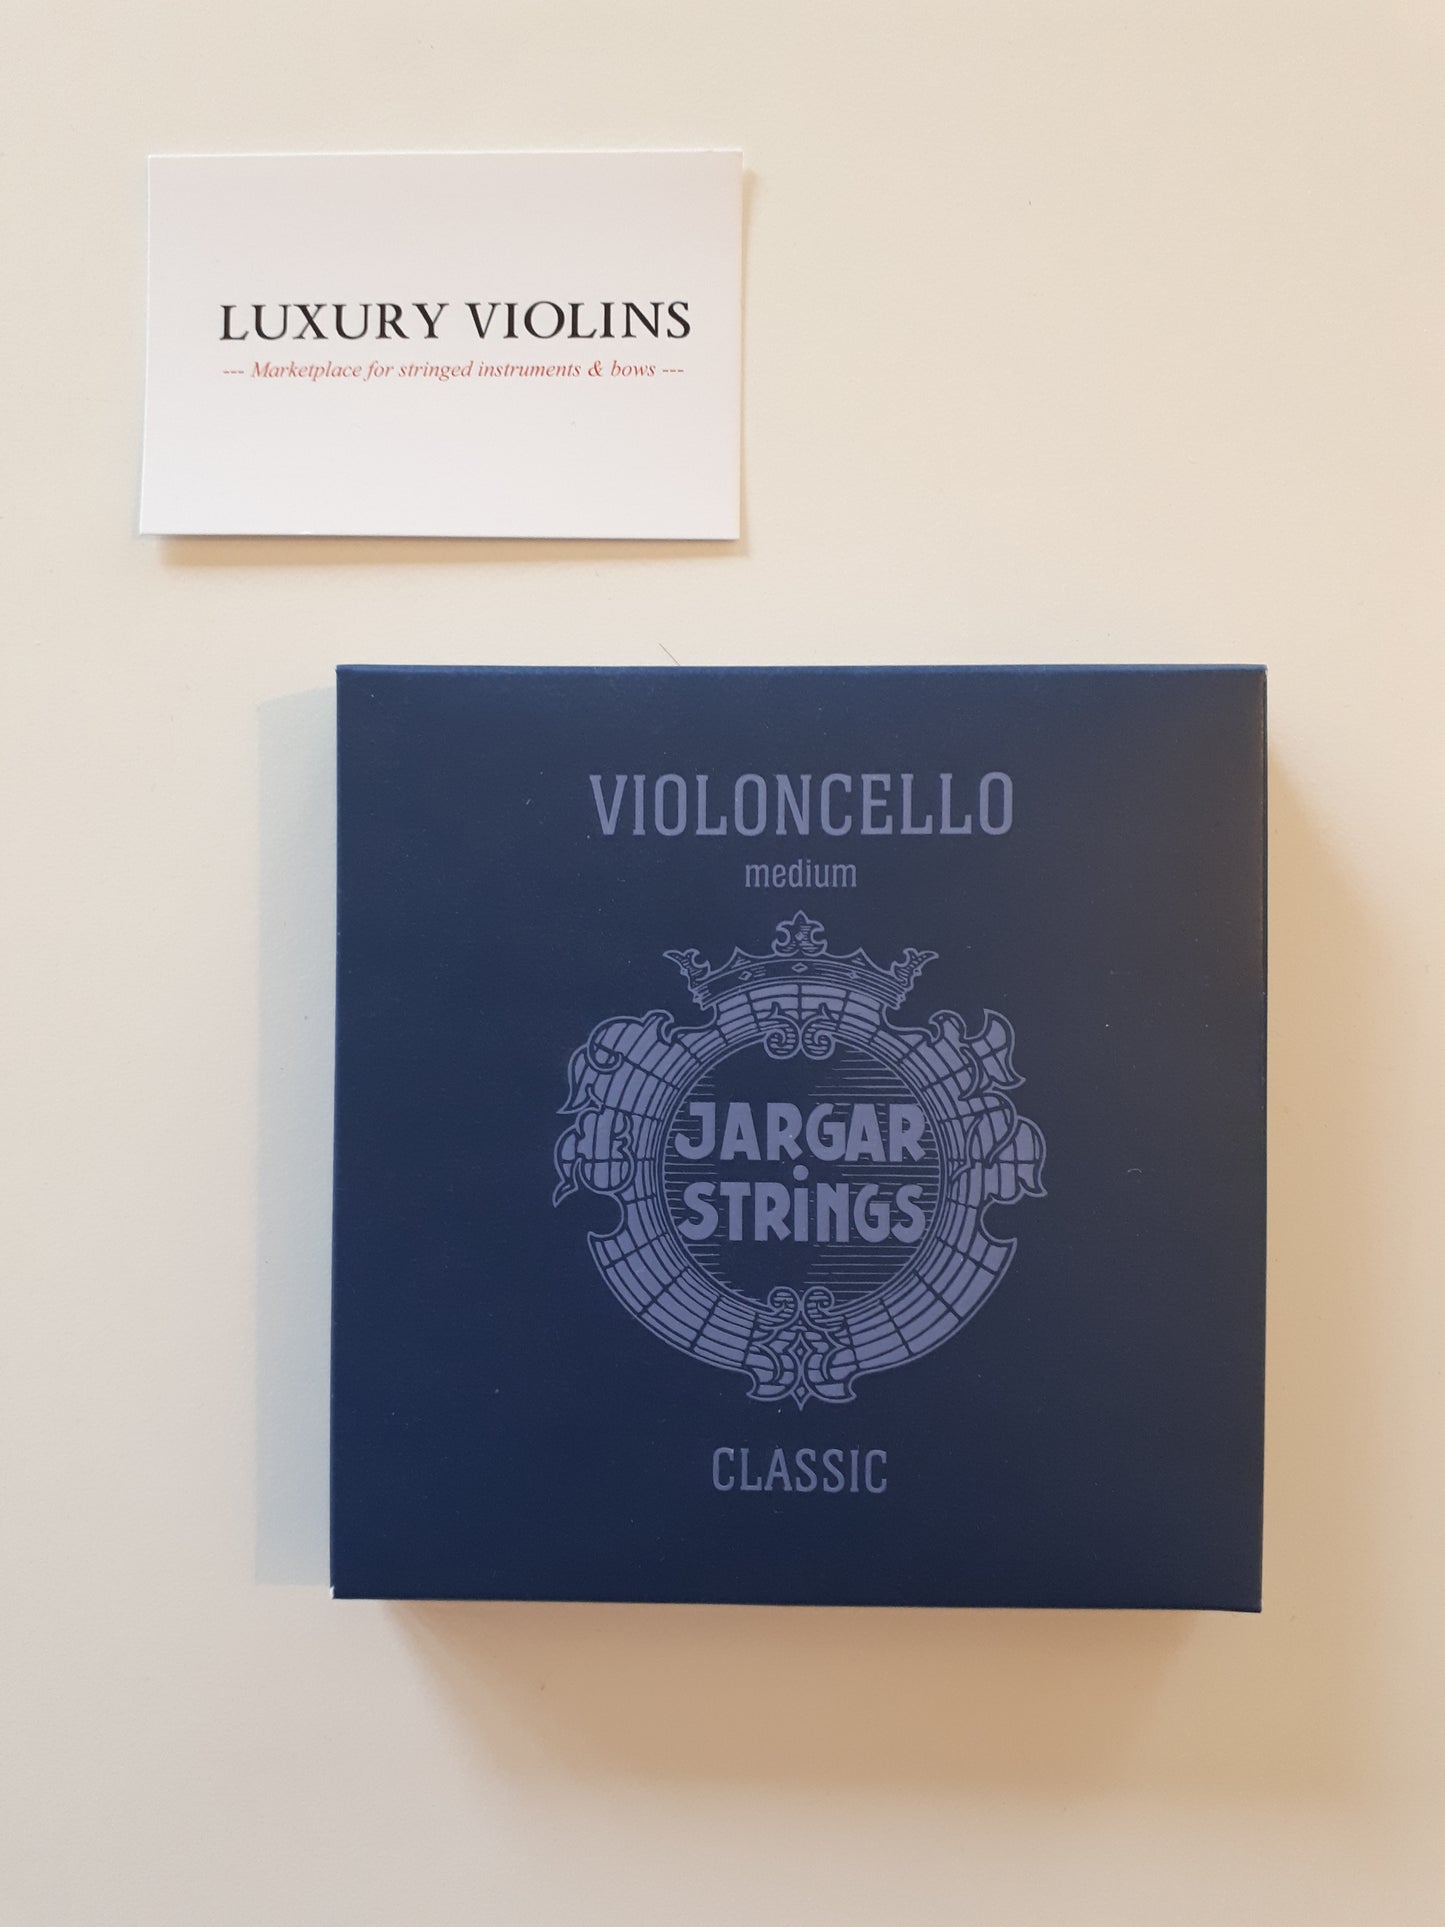 LUXURY VIOLINS
--- Marketplace for stringed instruments & bows ---
VIOLONCELLO
medium
JARGAR
STRiNGS
CLASSIC